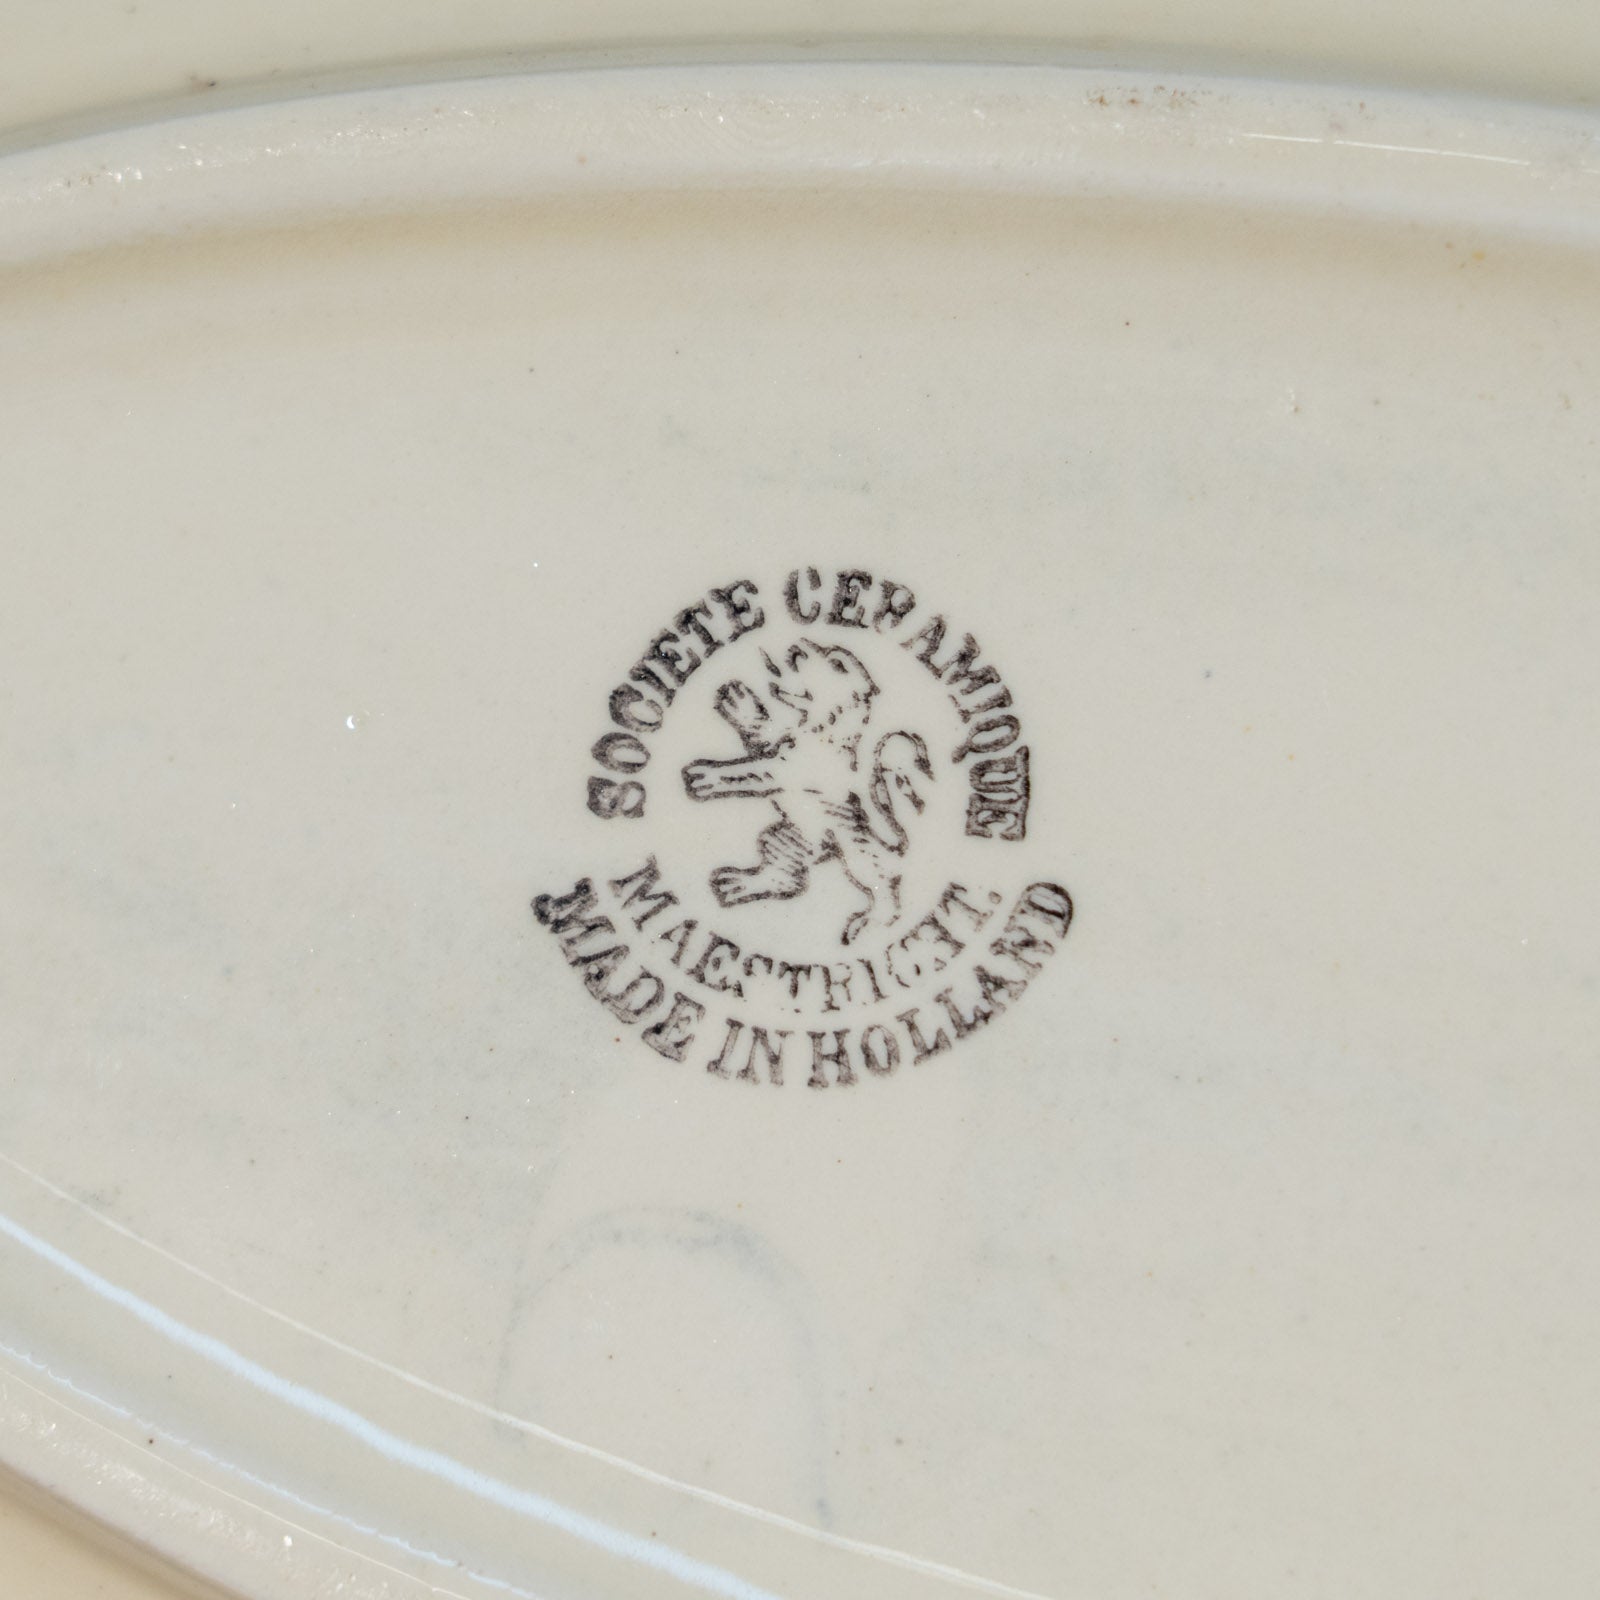 SOCIETE CERAMIQUE
MAESTRICHT.
MADE IN HOLLAND